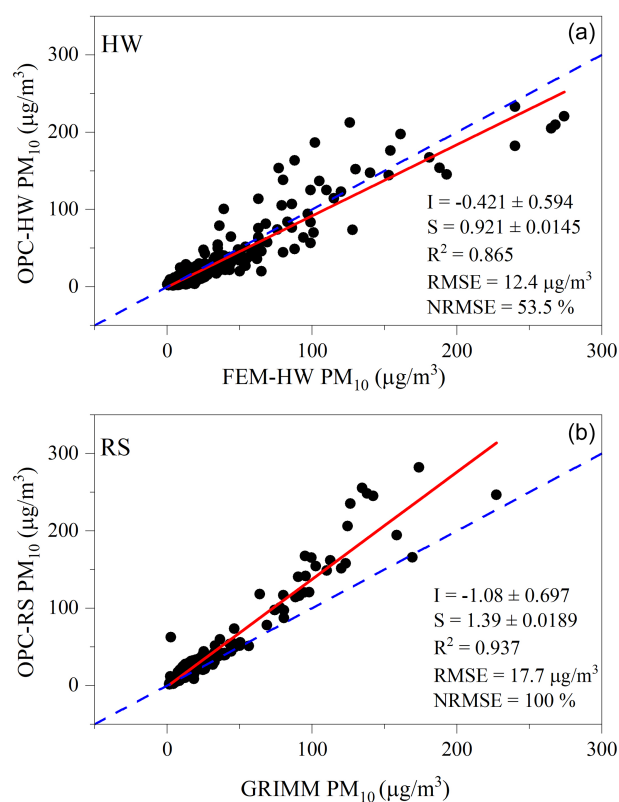 HW
(a)
300
200
100
0
OPC-HW PM₁₀ (µg/m³)
I = -0.421 ± 0.594
S = 0.921 ± 0.0145
R² = 0.865
RMSE = 12.4 µg/m³
NRMSE = 53.5 %
0 100 200 300
FEM-HW PM₁₀ (µg/m³)
RS
(b)
300
200
100
0
OPC-RS PM₁₀ (µg/m³)
I = -1.08 ± 0.697
S = 1.39 ± 0.0189
R² = 0.937
RMSE = 17.7 µg/m³
NRMSE = 100 %
0 100 200 300
GRIMM PM₁₀ (µg/m³)